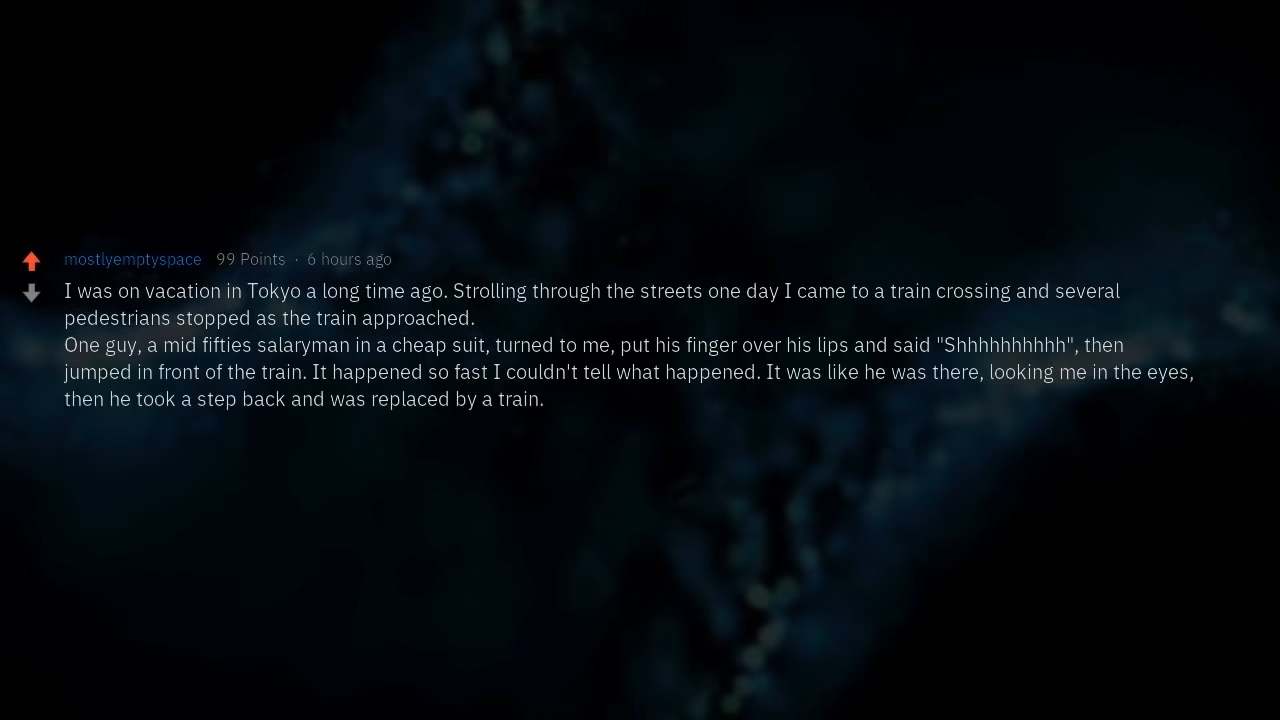 mostlyemptyspace 99 Points · 6 hours ago
I was on vacation in Tokyo a long time ago. Strolling through the streets one day I came to a train crossing and several
pedestrians stopped as the train approached.
One guy, a mid fifties salaryman in a cheap suit, turned to me, put his finger over his lips and said "Shhhhhhhhhh", then
jumped in front of the train. It happened so fast I couldn't tell what happened. It was like he was there, looking me in the eyes,
then he took a step back and was replaced by a train.